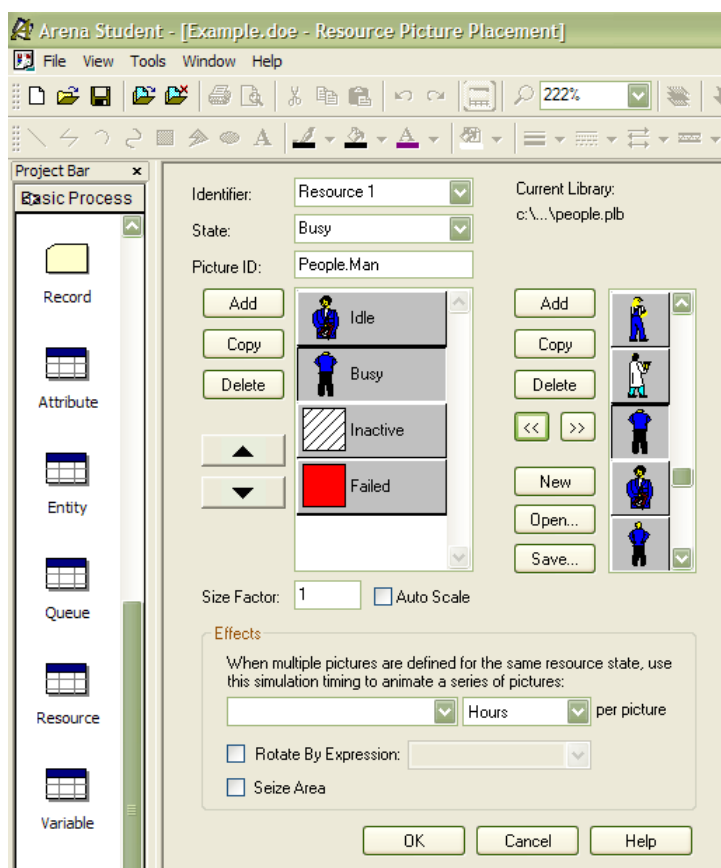 Arena Student - [Example.doe - Resource Picture Placement]
File View Tools Window Help
222%
Project Bar x
Basic Process
Record
Attribute
Entity
Queue
Resource
Variable
Identifier: Resource 1
State: Busy
Picture ID: People.Man
Current Library:
c:\...\people.plb
Add
Copy
Delete
Idle
Busy
Inactive
Failed
Add
Copy
Delete
<< >>
New
Open...
Save...
Size Factor: 1 Auto Scale
Effects
When multiple pictures are defined for the same resource state, use
this simulation timing to animate a series of pictures:
Hours per picture
Rotate By Expression:
Seize Area
OK Cancel Help